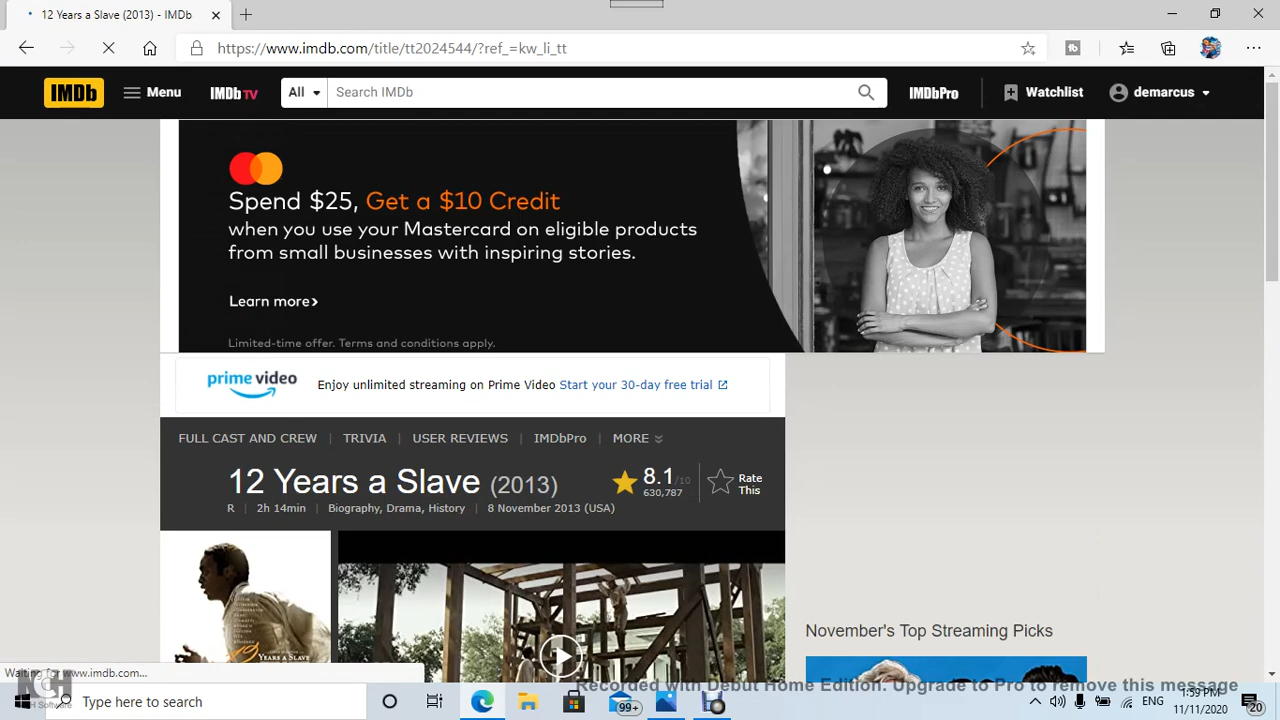 12 Years a Slave (2013) - IMDb
https://www.imdb.com/title/tt2024544/?ref_=kw_li_tt
IMDb Menu IMDb TV All Search IMDb IMDbPro Watchlist demarcus
Spend $25, Get a $10 Credit
when you use your Mastercard on eligible products
from small businesses with inspiring stories.
Learn more>
Limited-time offer. Terms and conditions apply.
prime video Enjoy unlimited streaming on Prime Video Start your 30-day free trial
FULL CAST AND CREW | TRIVIA | USER REVIEWS | IMDbPro | MORE
12 Years a Slave (2013) 8.1/10 Rate
630,787 This
R | 2h 14min | Biography, Drama, History | 8 November 2013 (USA)
YEARS A SLAVE
November's Top Streaming Picks
Waiting for www.imdb.com...
Recorded with Debut Home Edition. Upgrade to Pro to remove this message
Software
Type here to search
99+
ENG
1:59 PM
11/11/2020
20